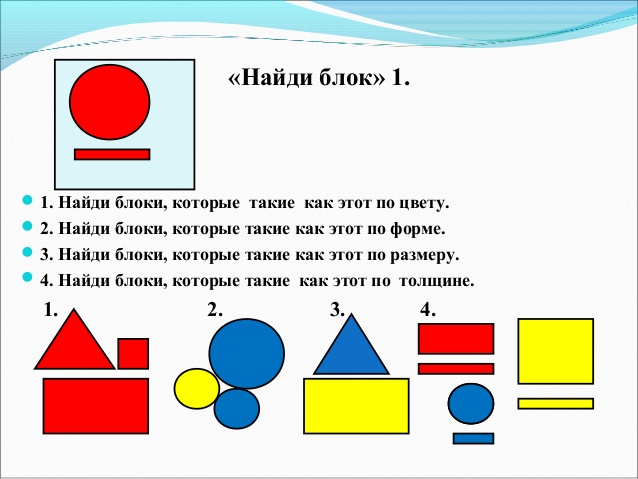 «Найди блок» 1.
1. Найди блоки, которые такие как этот по цвету.
2. Найди блоки, которые такие как этот по форме.
3. Найди блоки, которые такие как этот по размеру.
4. Найди блоки, которые такие как этот по толщине.
1. 2. 3. 4.